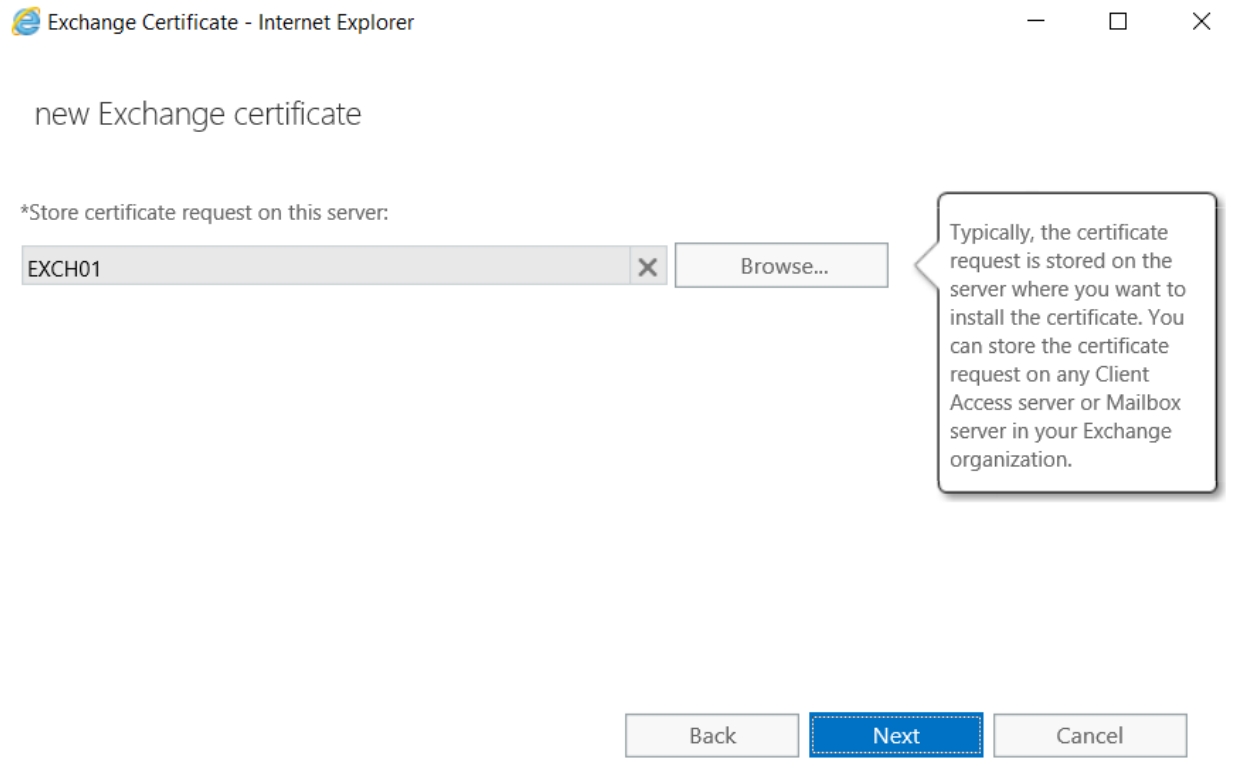 Exchange Certificate - Internet Explorer
new Exchange certificate
*Store certificate request on this server:
EXCH01
Browse...
Typically, the certificate
request is stored on the
server where you want to
install the certificate. You
can store the certificate
request on any Client
Access server or Mailbox
server in your Exchange
organization.
Back
Next
Cancel